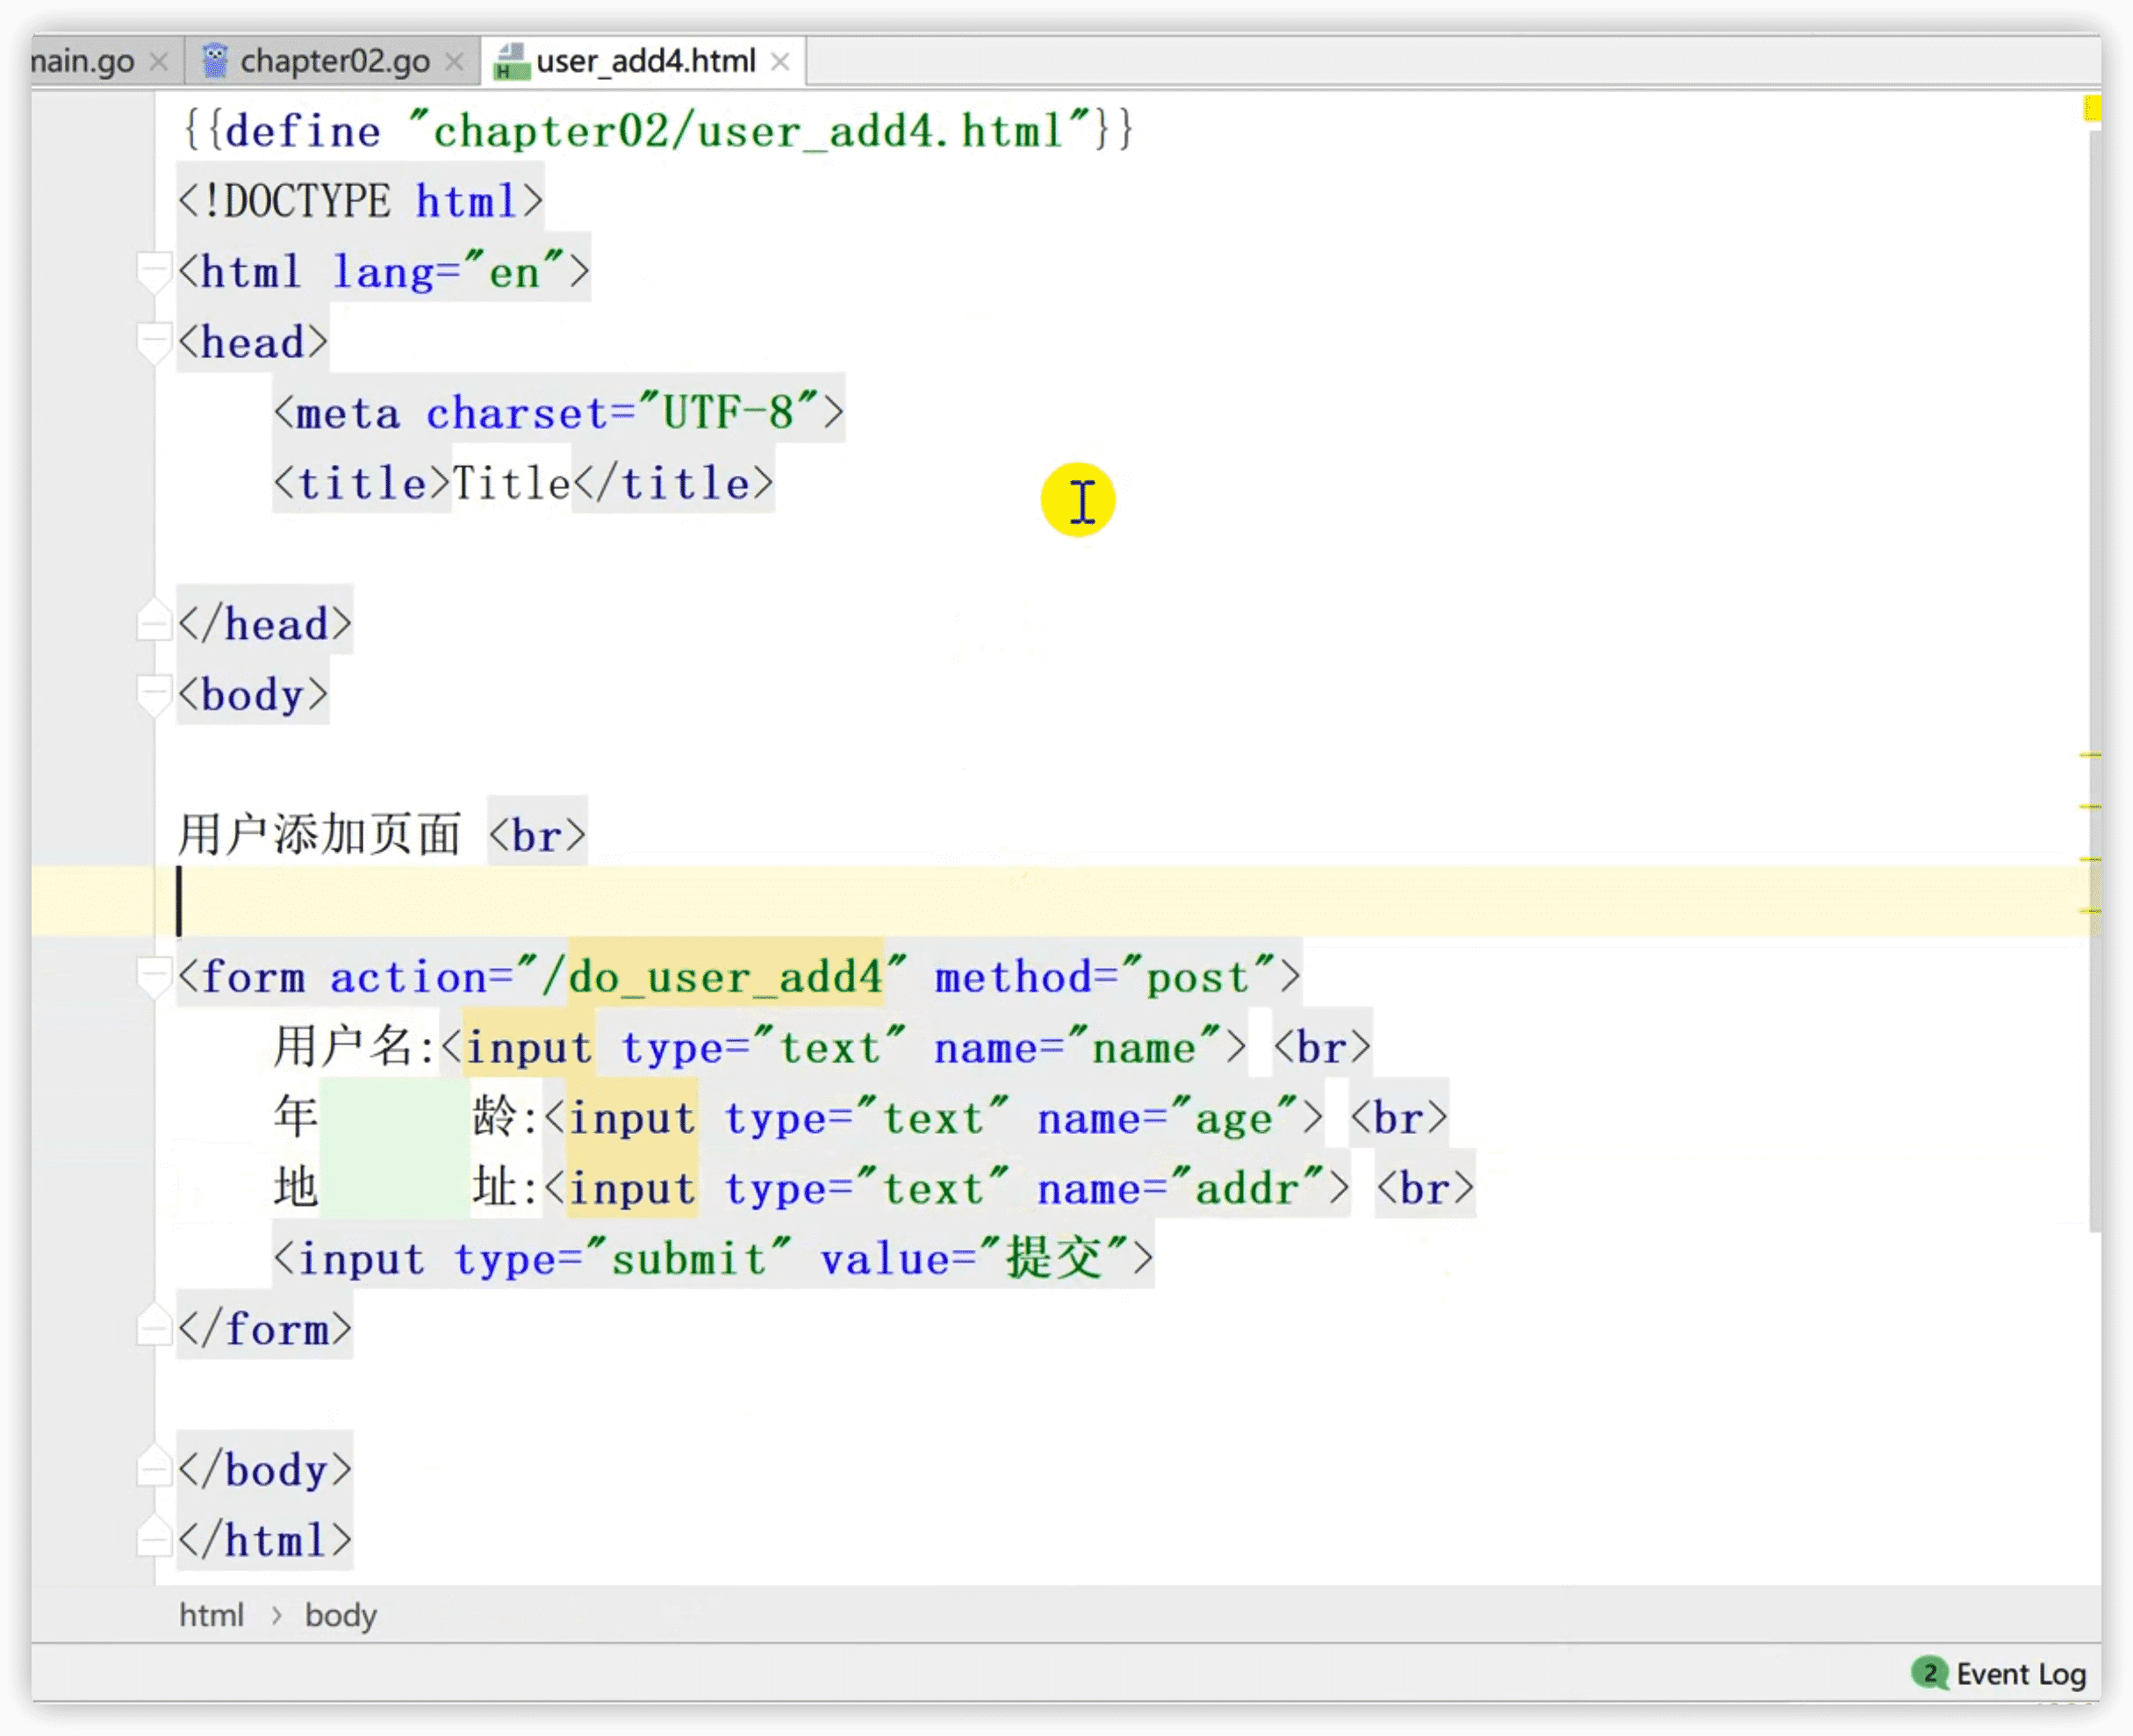 main.go chapter02.go user_add4.html
{{define "chapter02/user_add4.html"}}
<!DOCTYPE html>
<html lang="en">
<head>
    <meta charset="UTF-8">
    <title>Title</title>
</head>
<body>
用户添加页面 <br>
<form action="/do_user_add4" method="post">
    用户名:<input type="text" name="name"> <br>
    年      龄:<input type="text" name="age"> <br>
    地      址:<input type="text" name="addr"> <br>
    <input type="submit" value="提交">
</form>
</body>
</html>
html › body
2 Event Log